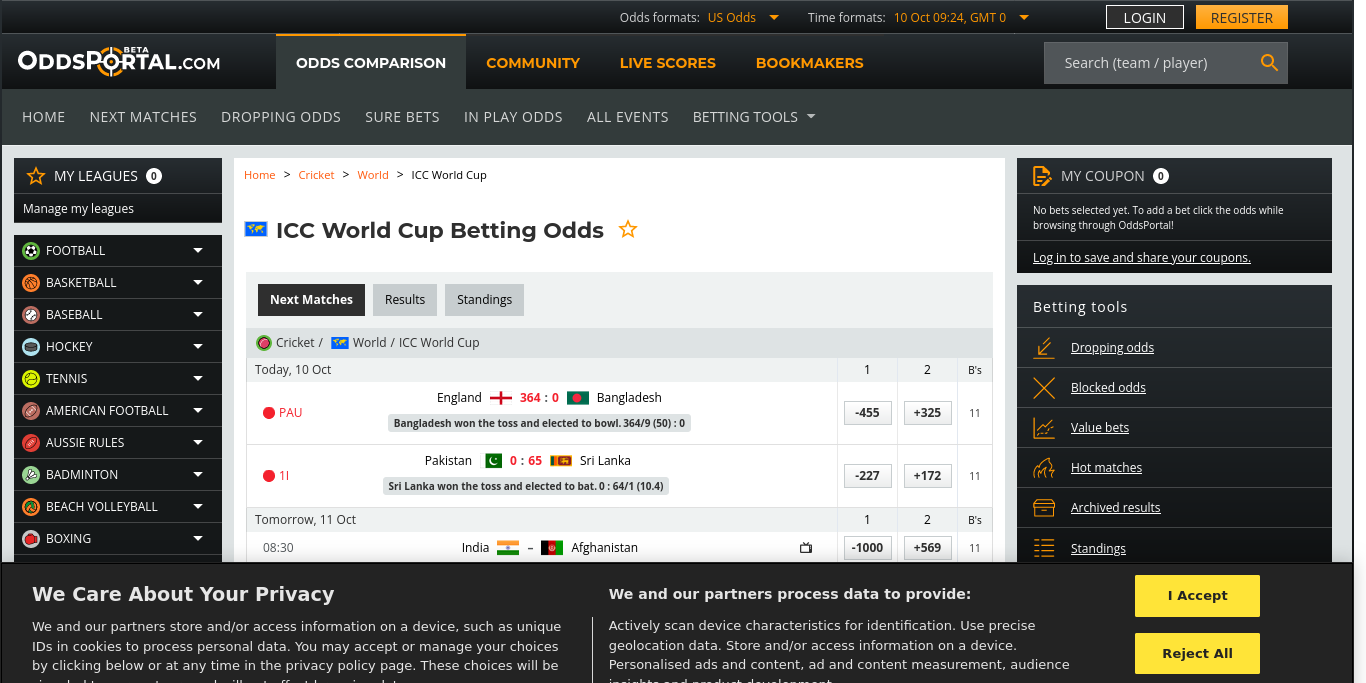 Odds formats: US Odds
Time formats: 10 Oct 09:24, GMT 0
LOGIN
REGISTER
ODDSPORTAL.COM
BETA
ODDS COMPARISON
COMMUNITY
LIVE SCORES
BOOKMAKERS
Search (team / player)
HOME
NEXT MATCHES
DROPPING ODDS
SURE BETS
IN PLAY ODDS
ALL EVENTS
BETTING TOOLS
MY LEAGUES 0
Manage my leagues
FOOTBALL
BASKETBALL
BASEBALL
HOCKEY
TENNIS
AMERICAN FOOTBALL
AUSSIE RULES
BADMINTON
BEACH VOLLEYBALL
BOXING
Home > Cricket > World > ICC World Cup
ICC World Cup Betting Odds
Next Matches
Results
Standings
Cricket / World / ICC World Cup
Today, 10 Oct 1 2 B's
PAU England 364 : 0 Bangladesh -455 +325 11
Bangladesh won the toss and elected to bowl. 364/9 (50) : 0
1I Pakistan 0 : 65 Sri Lanka -227 +172 11
Sri Lanka won the toss and elected to bat. 0 : 64/1 (10.4)
Tomorrow, 11 Oct 1 2 B's
08:30 India – Afghanistan -1000 +569 11
MY COUPON 0
No bets selected yet. To add a bet click the odds while
browsing through OddsPortal!
Log in to save and share your coupons.
Betting tools
Dropping odds
Blocked odds
Value bets
Hot matches
Archived results
Standings
We Care About Your Privacy
We and our partners store and/or access information on a device, such as unique
IDs in cookies to process personal data. You may accept or manage your choices
by clicking below or at any time in the privacy policy page. These choices will be
We and our partners process data to provide:
Actively scan device characteristics for identification. Use precise
geolocation data. Store and/or access information on a device.
Personalised ads and content, ad and content measurement, audience
insights and product development.
I Accept
Reject All